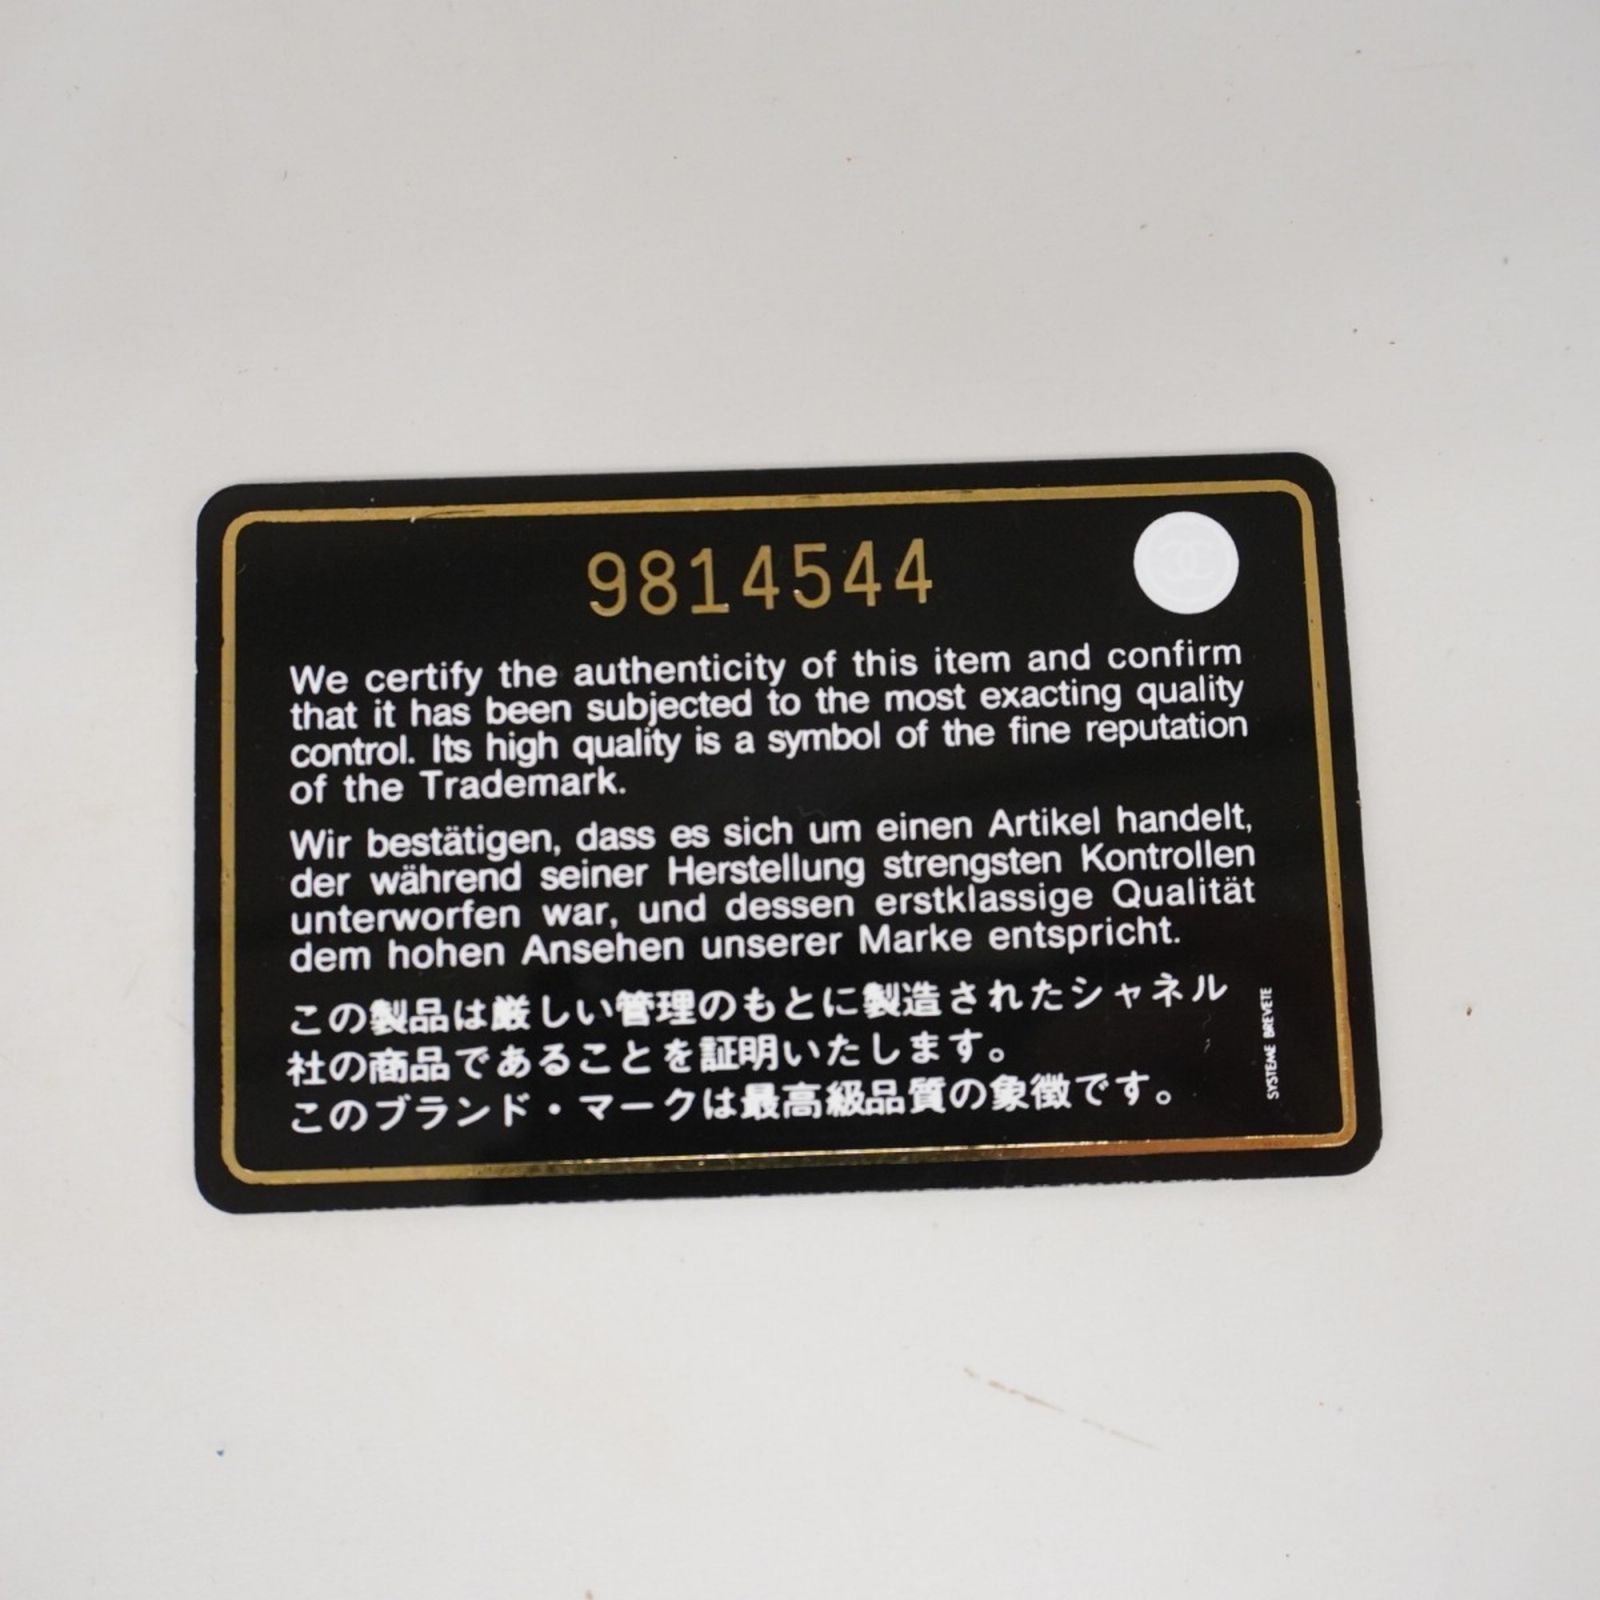 9814544
We certify the authenticity of this item and confirm
that it has been subjected to the most exacting quality
control. Its high quality is a symbol of the fine reputation
of the Trademark.
Wir bestätigen, dass es sich um einen Artikel handelt,
der während seiner Herstellung strengsten Kontrollen
unterworfen war, und dessen erstklassige Qualität
dem hohen Ansehen unserer Marke entspricht.
この製品は厳しい管理のもとに製造されたシャネル
社の商品であることを証明いたします。
このブランド・マークは最高級品質の象徴です。
SYSTEME BREVETE